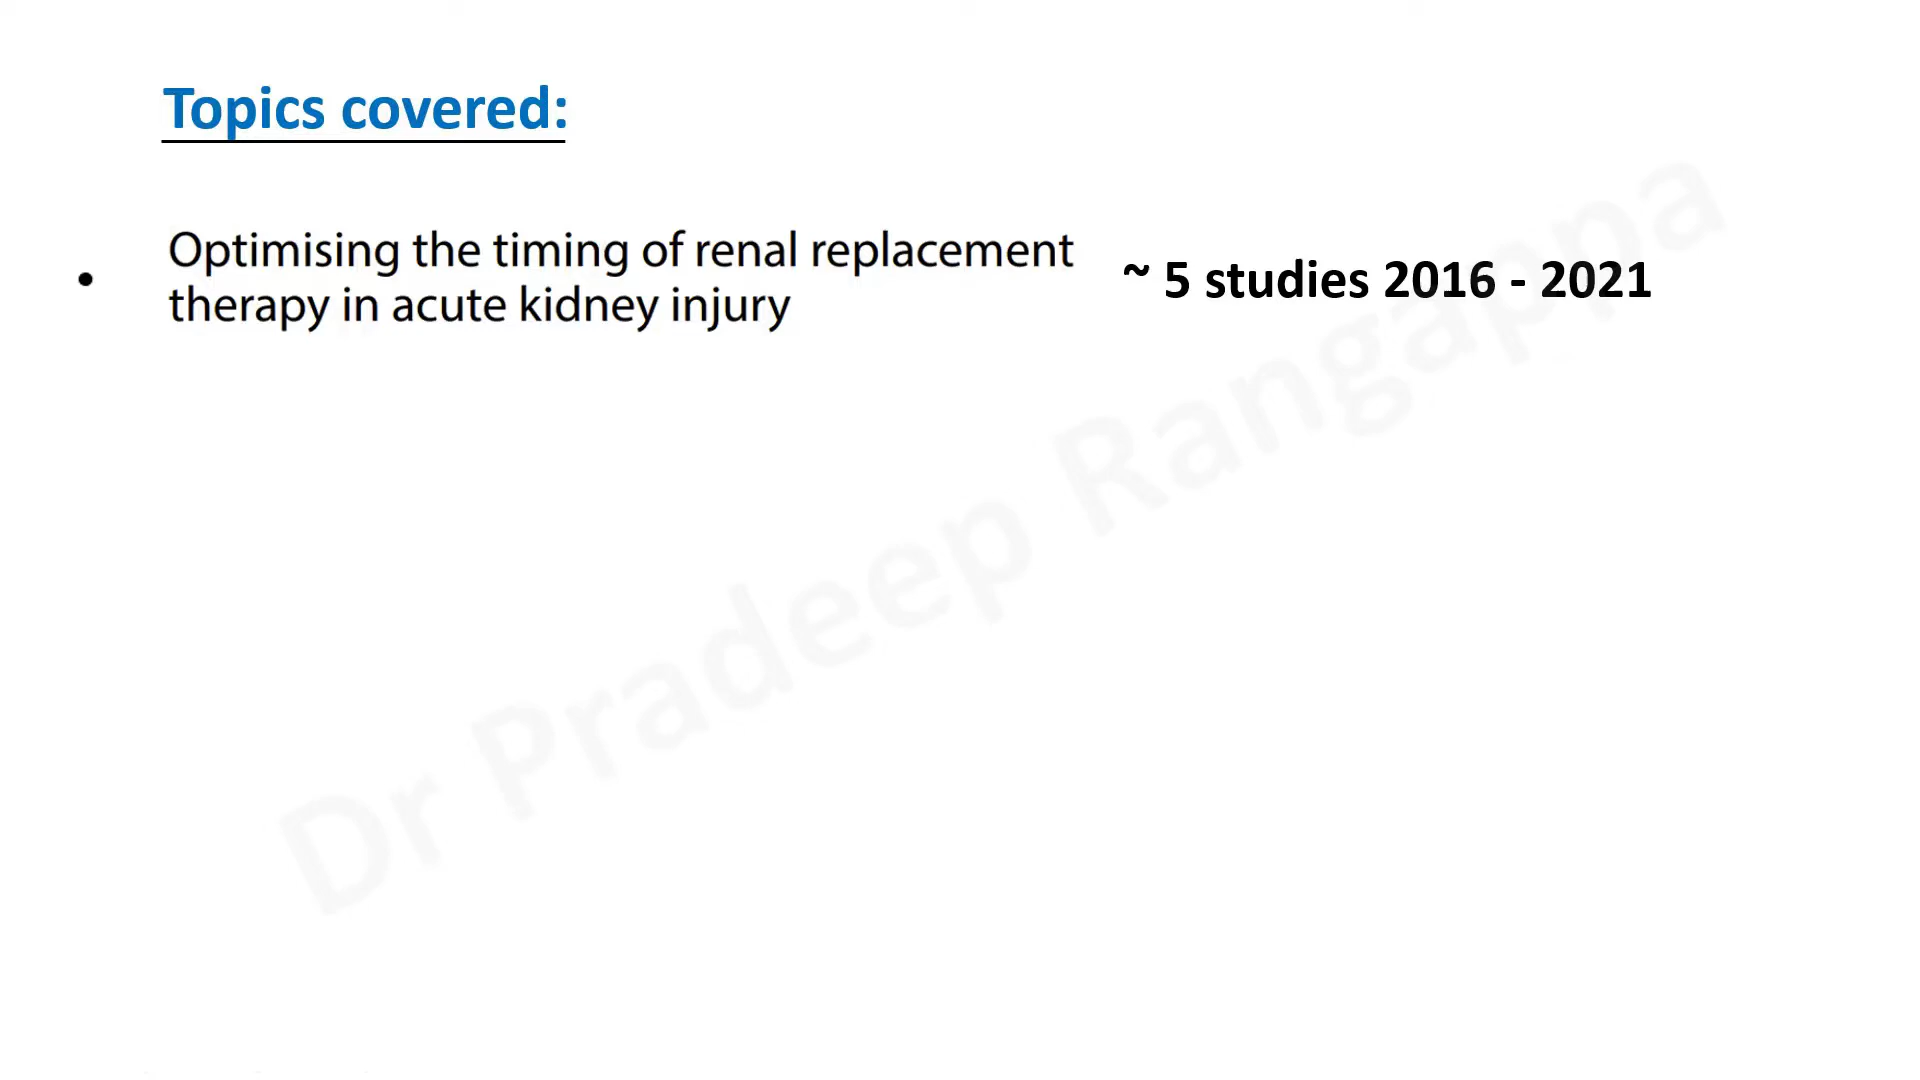 Topics covered:
• Optimising the timing of renal replacement
therapy in acute kidney injury
~ 5 studies 2016 - 2021
Dr Pradeep Rangappa